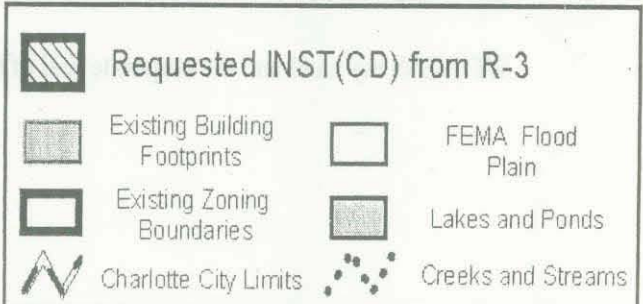 Requested INST(CD) from R-3
Existing Building
Footprints
FEMA Flood
Plain
Existing Zoning
Boundaries
Lakes and Ponds
Charlotte City Limits
Creeks and Streams